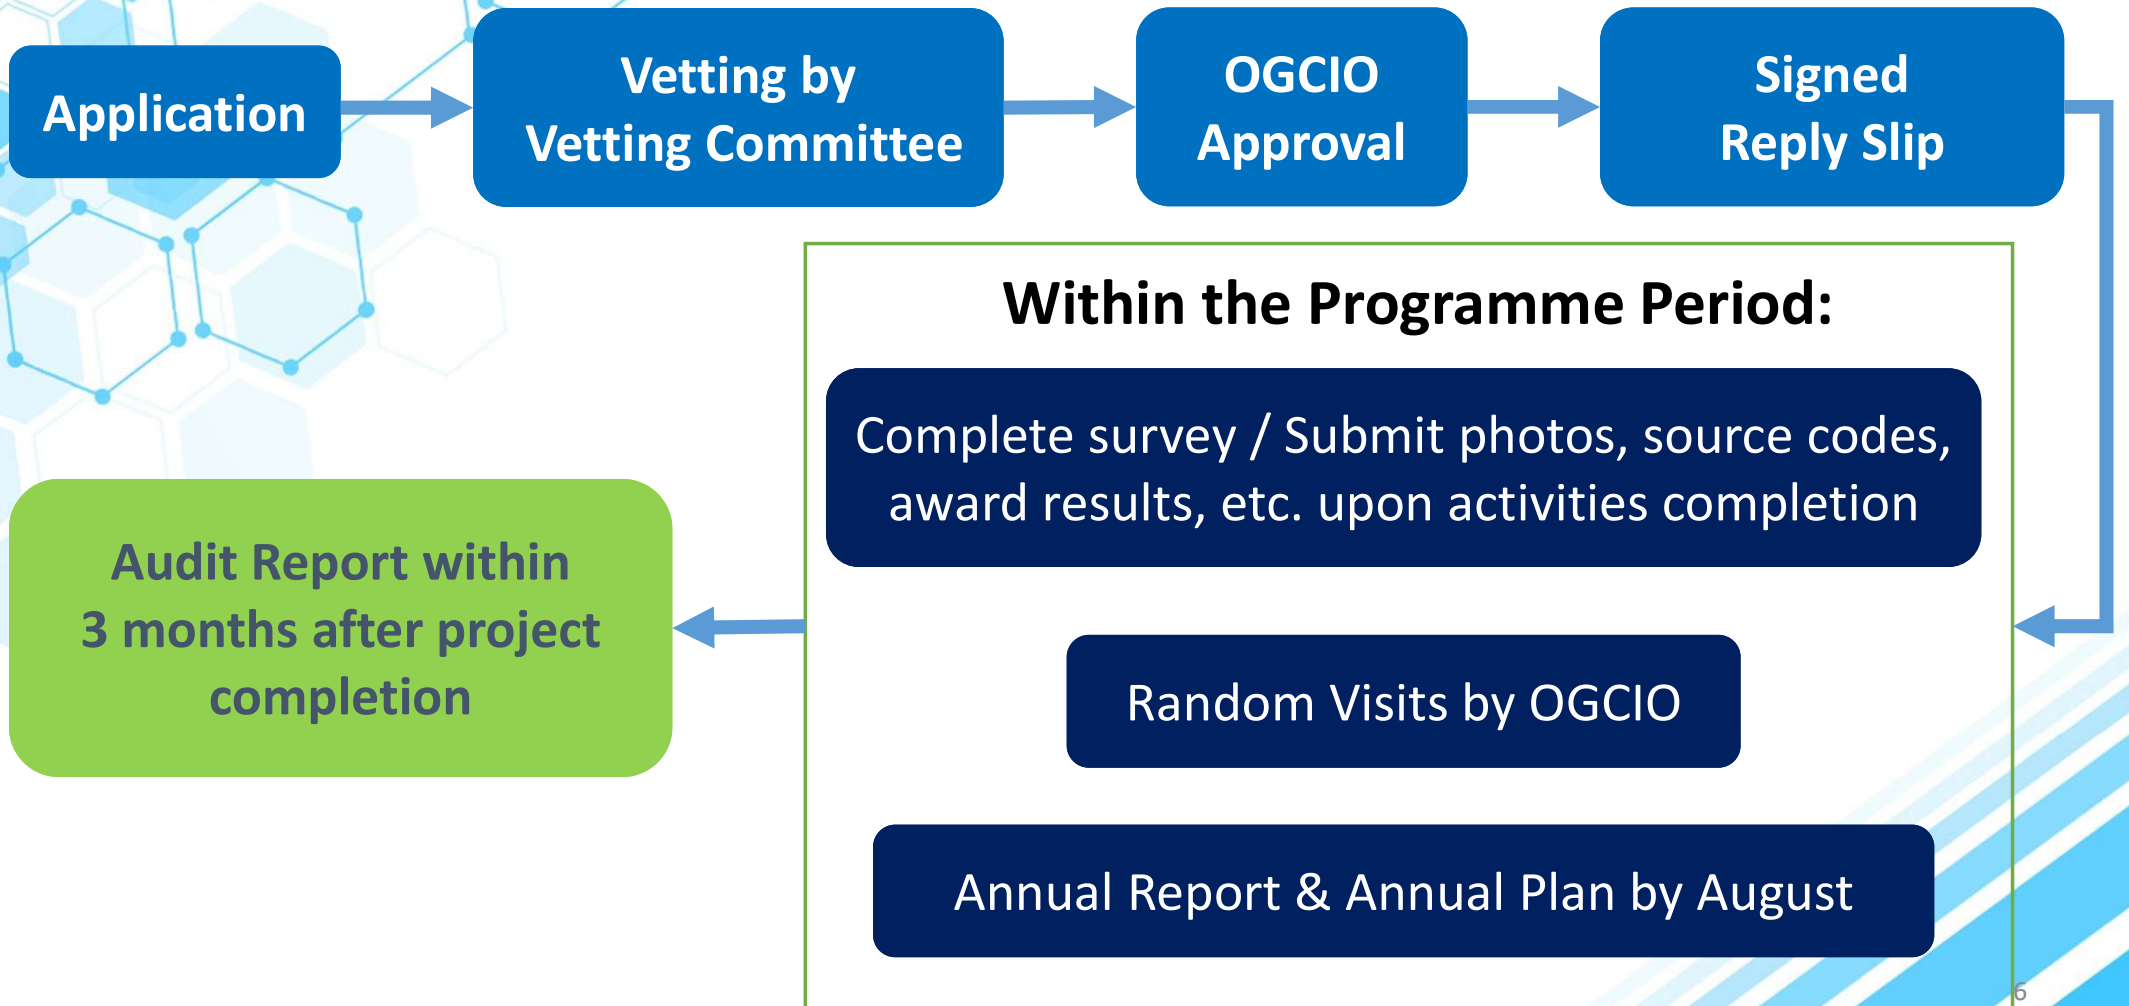 Application
Vetting by
Vetting Committee
OGCIO
Approval
Signed
Reply Slip
Within the Programme Period:
Complete survey / Submit photos, source codes,
award results, etc. upon activities completion
Random Visits by OGCIO
Annual Report & Annual Plan by August
Audit Report within
3 months after project
completion
6